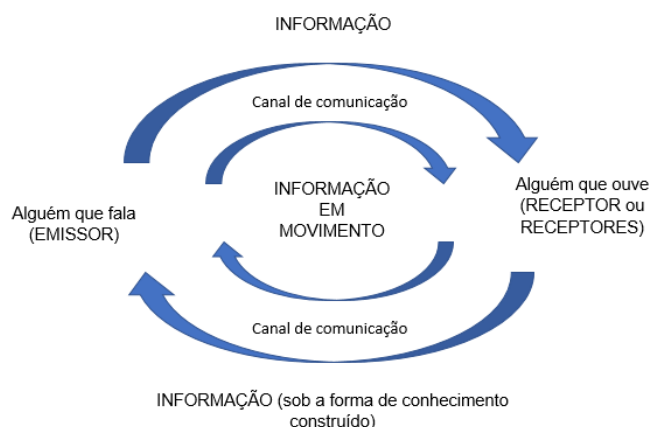 INFORMAÇÃO
Canal de comunicação
Alguém que fala
(EMISSOR)
INFORMAÇÃO
EM
MOVIMENTO
Alguém que ouve
(RECEPTOR ou
RECEPTORES)
Canal de comunicação
INFORMAÇÃO (sob a forma de conhecimento
construído)